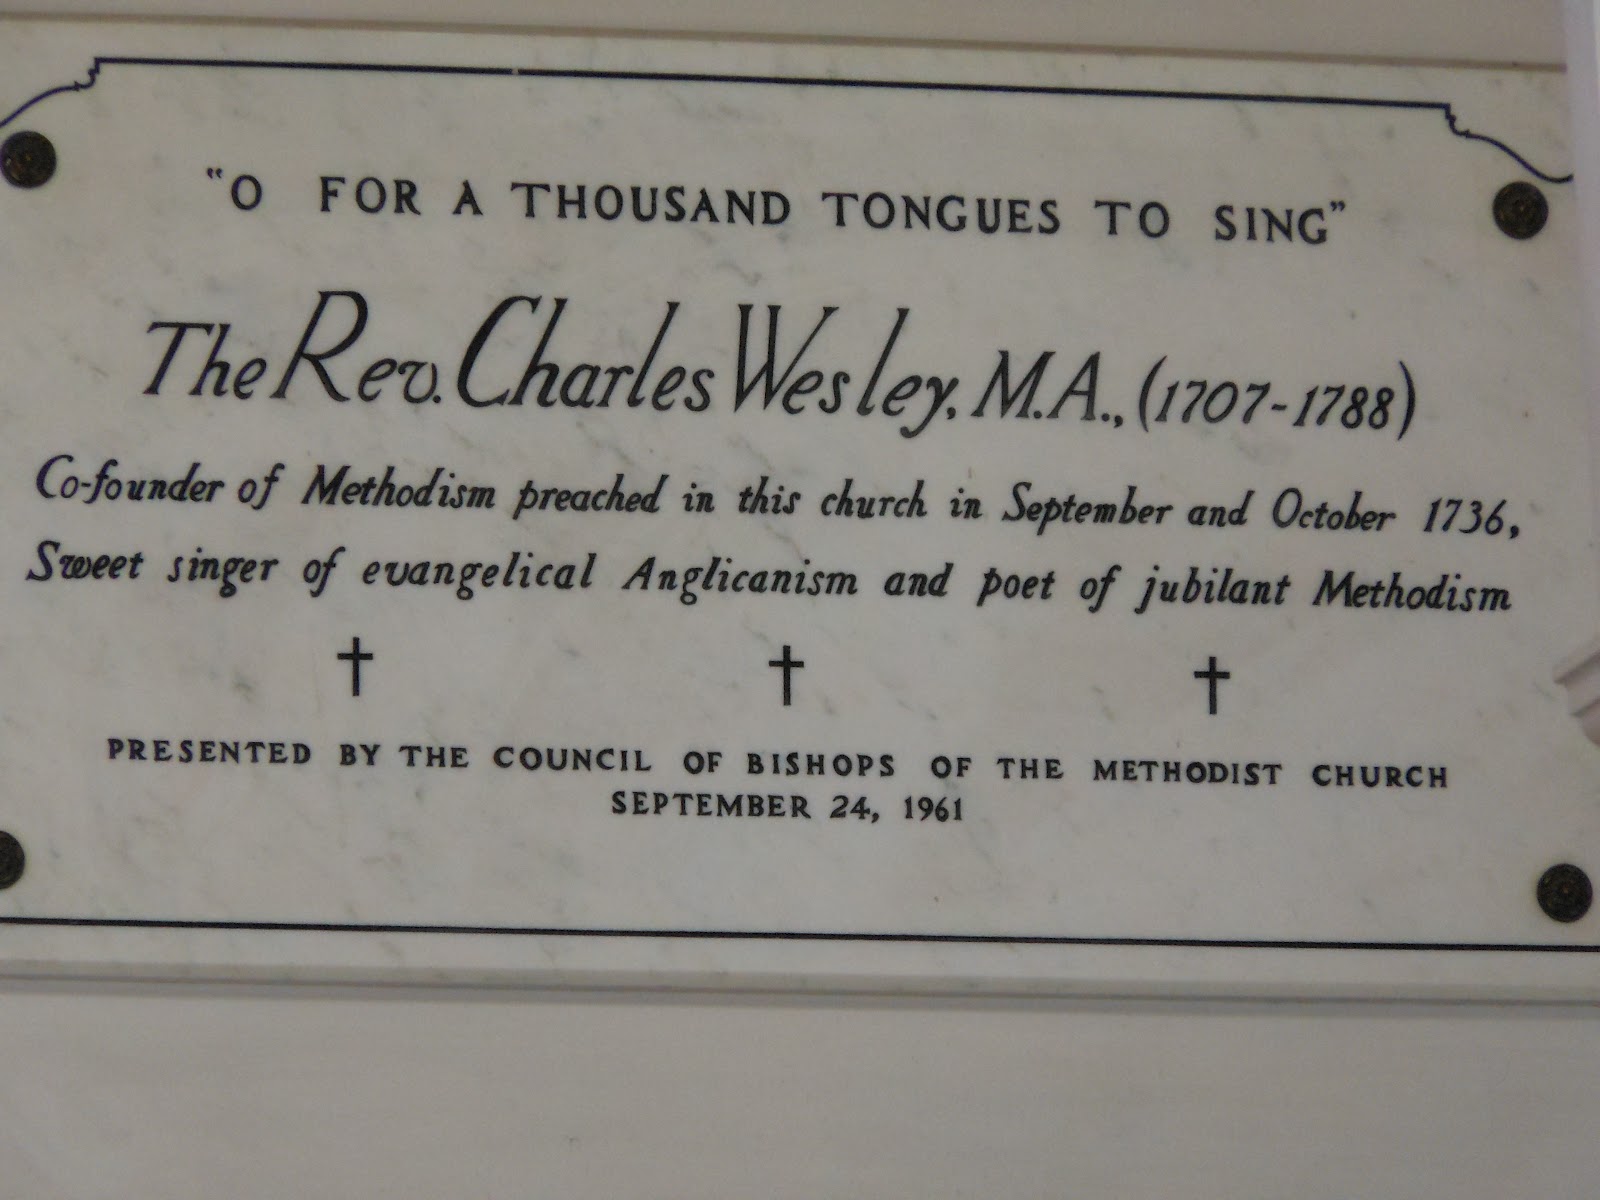 "O FOR A THOUSAND TONGUES TO SING"
The Rev. Charles Wesley, M.A., (1707-1788)
Co-founder of Methodism preached in this church in September and October 1736,
Sweet singer of evangelical Anglicanism and poet of jubilant Methodism
PRESENTED BY THE COUNCIL OF BISHOPS OF THE METHODIST CHURCH
SEPTEMBER 24, 1961